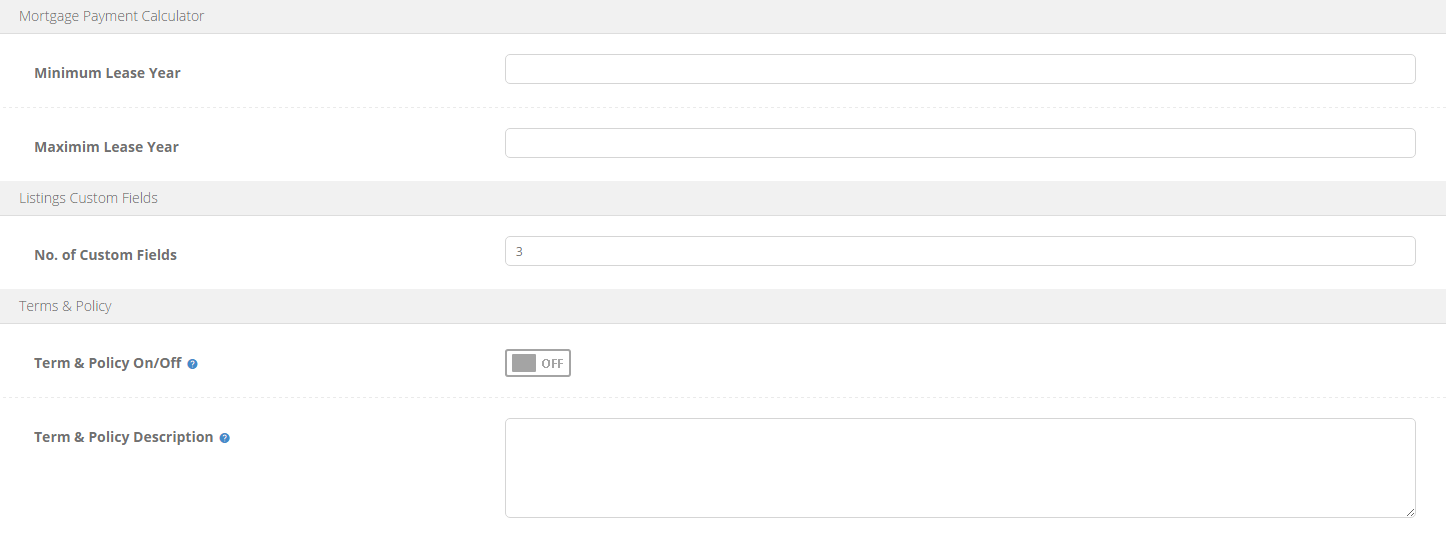 Mortgage Payment Calculator
Minimum Lease Year
Maximim Lease Year
Listings Custom Fields
No. of Custom Fields
3
Terms & Policy
Term & Policy On/Off ?
OFF
Term & Policy Description ?